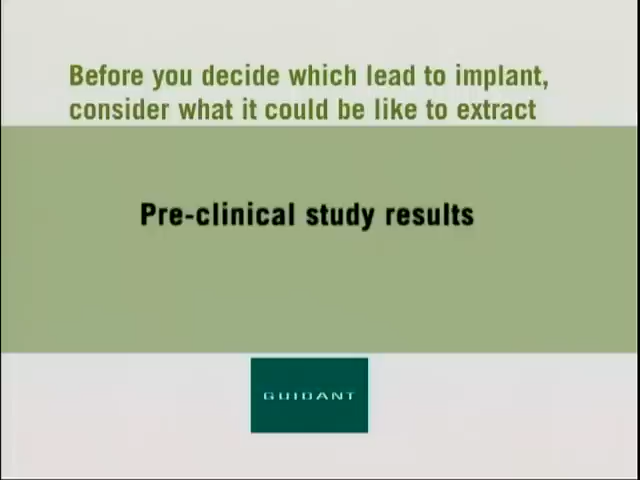 Before you decide which lead to implant,
consider what it could be like to extract
Pre-clinical study results
GUIDANT